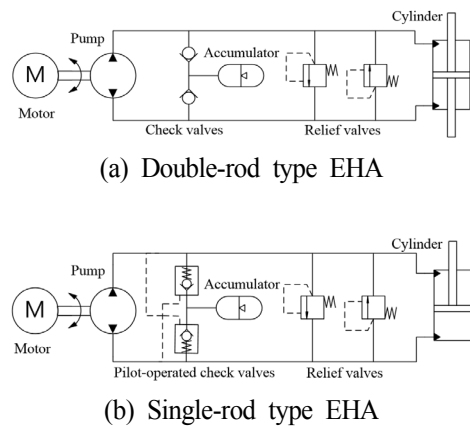 Cylinder
Pump
Accumulator
M
Motor
Check valves
Relief valves
(a) Double-rod type EHA
Cylinder
Pump
Accumulator
M
Motor
Pilot-operated check valves
Relief valves
(b) Single-rod type EHA